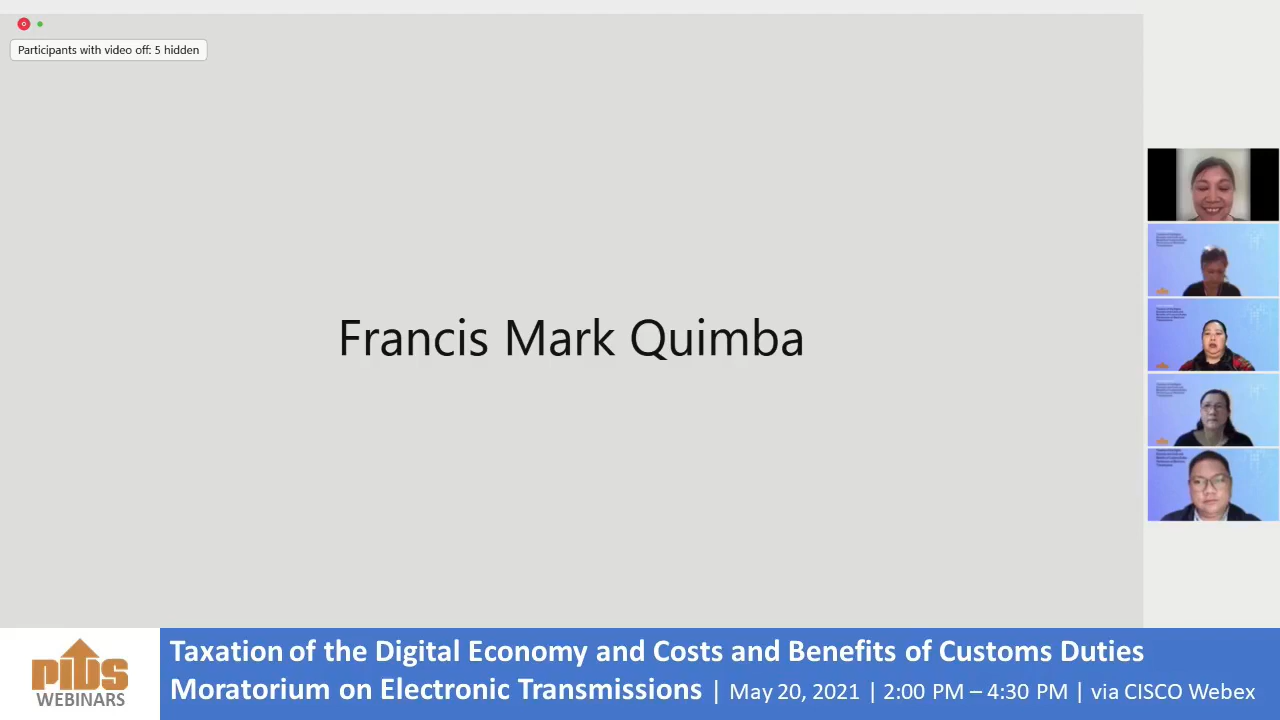 Participants with video off: 5 hidden
Francis Mark Quimba
PIDS
WEBINARS
Taxation of the Digital Economy and Costs and Benefits of Customs Duties
Moratorium on Electronic Transmissions | May 20, 2021 | 2:00 PM – 4:30 PM | via CISCO Webex